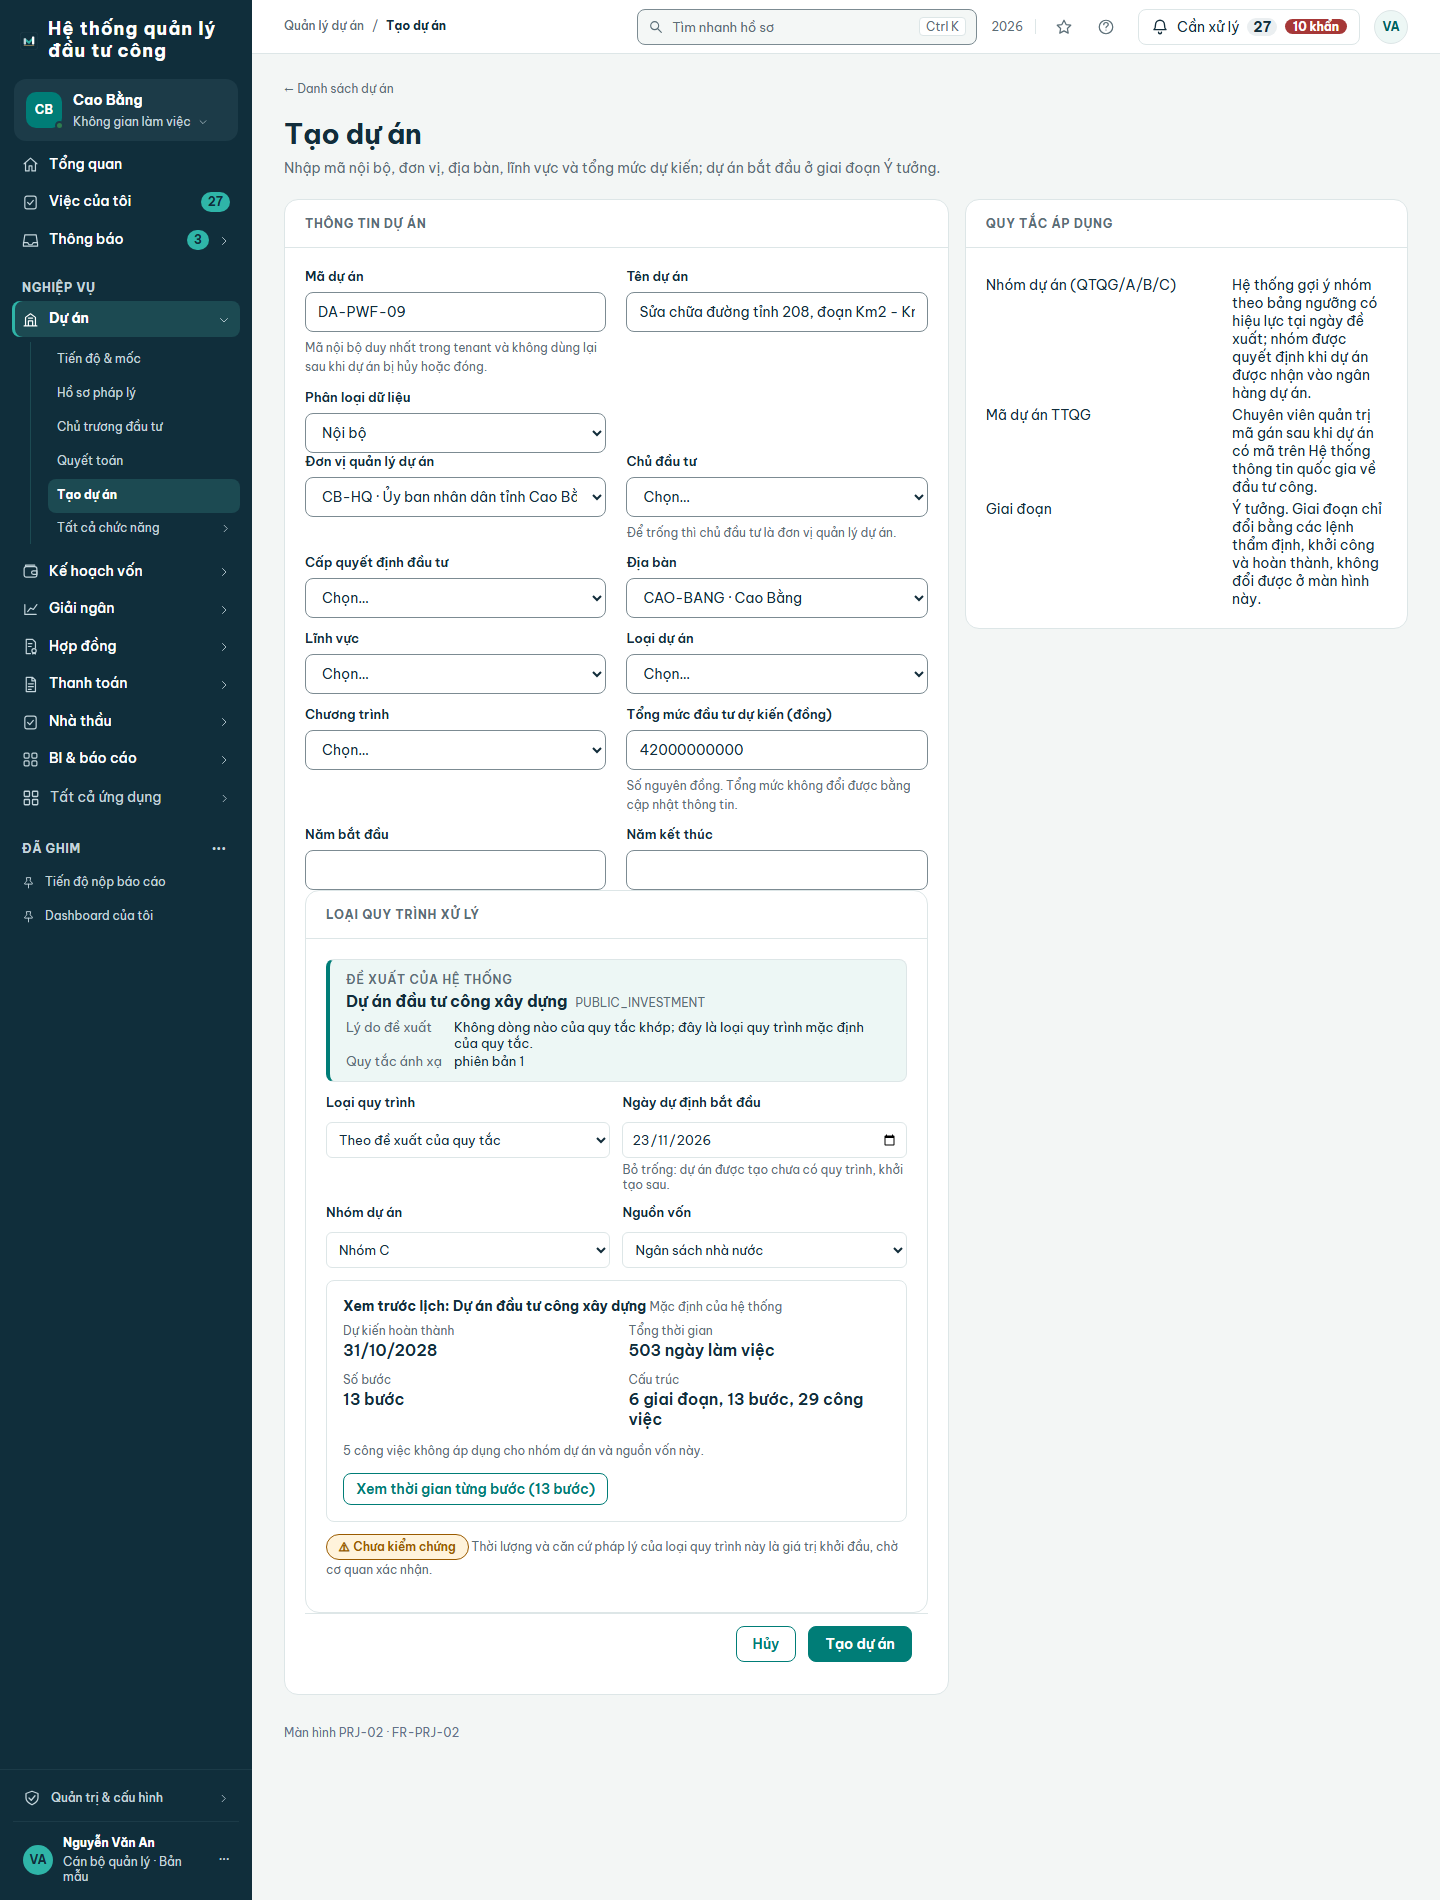 Hệ thống quản lý
đầu tư công
CB
Cao Bằng
Không gian làm việc
Tổng quan
Việc của tôi
27
Thông báo
3
NGHIỆP VỤ
Dự án
Tiến độ & mốc
Hồ sơ pháp lý
Chủ trương đầu tư
Quyết toán
Tạo dự án
Tất cả chức năng
Kế hoạch vốn
Giải ngân
Hợp đồng
Thanh toán
Nhà thầu
BI & báo cáo
Tất cả ứng dụng
ĐÃ GHIM
Tiến độ nộp báo cáo
Dashboard của tôi
Quản trị & cấu hình
VA
Nguyễn Văn An
Cán bộ quản lý · Bản
mẫu
Quản lý dự án / Tạo dự án
Tìm nhanh hồ sơ
Ctrl K
2026
Cần xử lý 27 10 khẩn
VA
← Danh sách dự án
Tạo dự án
Nhập mã nội bộ, đơn vị, địa bàn, lĩnh vực và tổng mức dự kiến; dự án bắt đầu ở giai đoạn Ý tưởng.
THÔNG TIN DỰ ÁN
Mã dự án
DA-PWF-09
Mã nội bộ duy nhất trong tenant và không dùng lại
sau khi dự án bị hủy hoặc đóng.
Tên dự án
Sửa chữa đường tỉnh 208, đoạn Km2 - Kr
Phân loại dữ liệu
Nội bộ
Đơn vị quản lý dự án
CB-HQ · Ủy ban nhân dân tỉnh Cao Bằ
Chủ đầu tư
Chọn...
Để trống thì chủ đầu tư là đơn vị quản lý dự án.
Cấp quyết định đầu tư
Chọn...
Địa bàn
CAO-BANG · Cao Bằng
Lĩnh vực
Chọn...
Loại dự án
Chọn...
Chương trình
Chọn...
Tổng mức đầu tư dự kiến (đồng)
42000000000
Số nguyên đồng. Tổng mức không đổi được bằng
cập nhật thông tin.
Năm bắt đầu
Năm kết thúc
LOẠI QUY TRÌNH XỬ LÝ
ĐỀ XUẤT CỦA HỆ THỐNG
Dự án đầu tư công xây dựng PUBLIC_INVESTMENT
Lý do đề xuất
Không dòng nào của quy tắc khớp; đây là loại quy trình mặc định
của quy tắc.
Quy tắc ánh xạ
phiên bản 1
Loại quy trình
Theo đề xuất của quy tắc
Ngày dự định bắt đầu
23/11/2026
Bỏ trống: dự án được tạo chưa có quy trình, khởi
tạo sau.
Nhóm dự án
Nhóm C
Nguồn vốn
Ngân sách nhà nước
Xem trước lịch: Dự án đầu tư công xây dựng Mặc định của hệ thống
Dự kiến hoàn thành
31/10/2028
Tổng thời gian
503 ngày làm việc
Số bước
13 bước
Cấu trúc
6 giai đoạn, 13 bước, 29 công
việc
5 công việc không áp dụng cho nhóm dự án và nguồn vốn này.
Xem thời gian từng bước (13 bước)
⚠ Chưa kiểm chứng Thời lượng và căn cứ pháp lý của loại quy trình này là giá trị khởi đầu, chờ
cơ quan xác nhận.
Hủy
Tạo dự án
Màn hình PRJ-02 · FR-PRJ-02
QUY TẮC ÁP DỤNG
Nhóm dự án (QTQG/A/B/C)
Hệ thống gợi ý nhóm
theo bảng ngưỡng có
hiệu lực tại ngày đề
xuất; nhóm được
quyết định khi dự án
được nhận vào ngân
hàng dự án.
Mã dự án TTQG
Chuyên viên quản trị
mã gán sau khi dự án
có mã trên Hệ thống
thông tin quốc gia về
đầu tư công.
Giai đoạn
Ý tưởng. Giai đoạn chỉ
đổi bằng các lệnh
thẩm định, khởi công
và hoàn thành, không
đổi được ở màn hình
này.